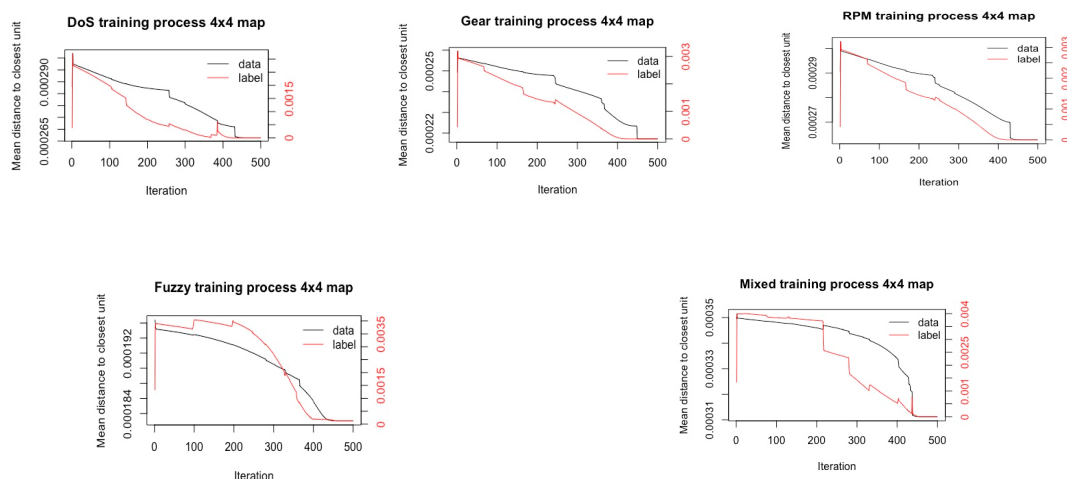 DoS training process 4x4 map
Mean distance to closest unit
0.000265
0.000290
data
label
0
0.0015
0 100 200 300 400 500
Iteration
Gear training process 4x4 map
Mean distance to closest unit
0.00022
0.00025
data
label
0
0.001
0.003
0 100 200 300 400 500
Iteration
RPM training process 4x4 map
Mean distance to closest unit
0.00027
0.00029
data
label
0
0.001
0.002
0.003
0 100 200 300 400 500
Iteration
Fuzzy training process 4x4 map
Mean distance to closest unit
0.000184
0.000192
data
label
0
0.0015
0.0035
0 100 200 300 400 500
Iteration
Mixed training process 4x4 map
Mean distance to closest unit
0.00031
0.00033
0.00035
data
label
0
0.001
0.0025
0.004
0 100 200 300 400 500
Iteration